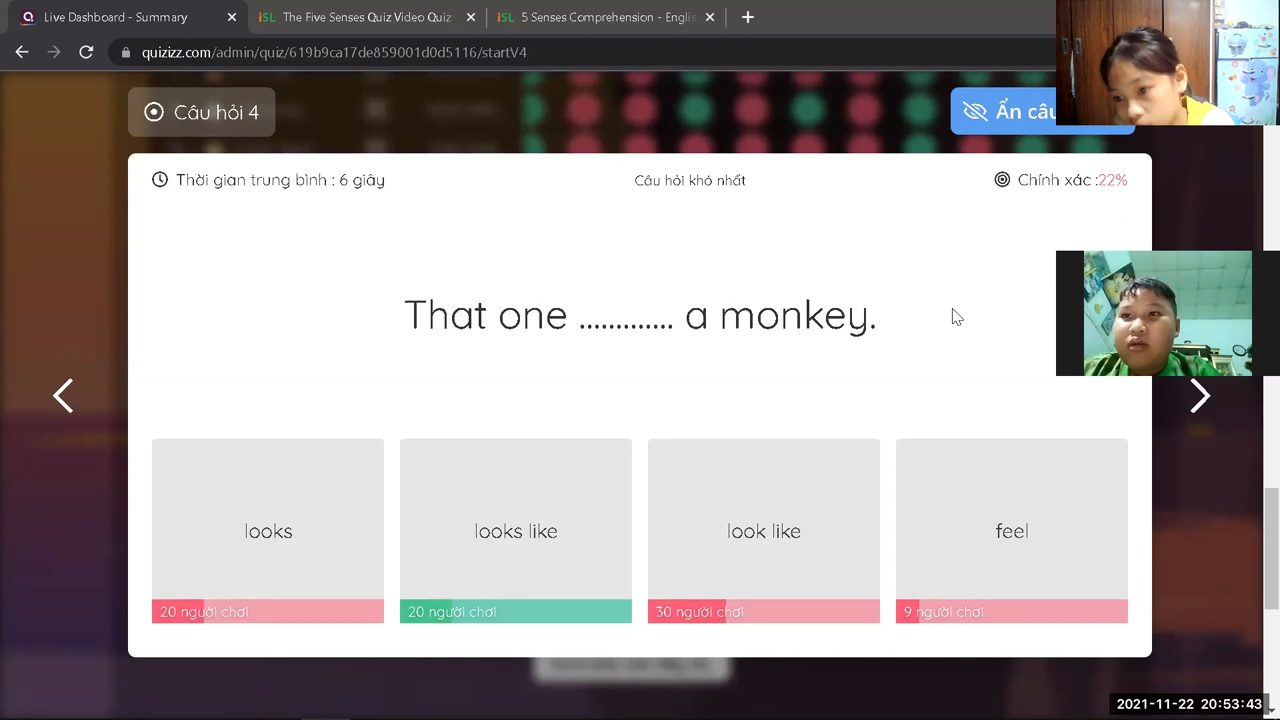 Live Dashboard - Summary
iSL The Five Senses Quiz Video Quiz
iSL 5 Senses Comprehension - Englis
quizizz.com/admin/quiz/619b9ca17de859001d0d5116/startV4
Câu hỏi 4
Ẩn câu
Thời gian trung bình : 6 giây
Câu hỏi khó nhất
Chính xác :22%
That one ............. a monkey.
looks
looks like
look like
feel
20 người chơi
20 người chơi
30 người chơi
9 người chơi
2021-11-22 20:53:43